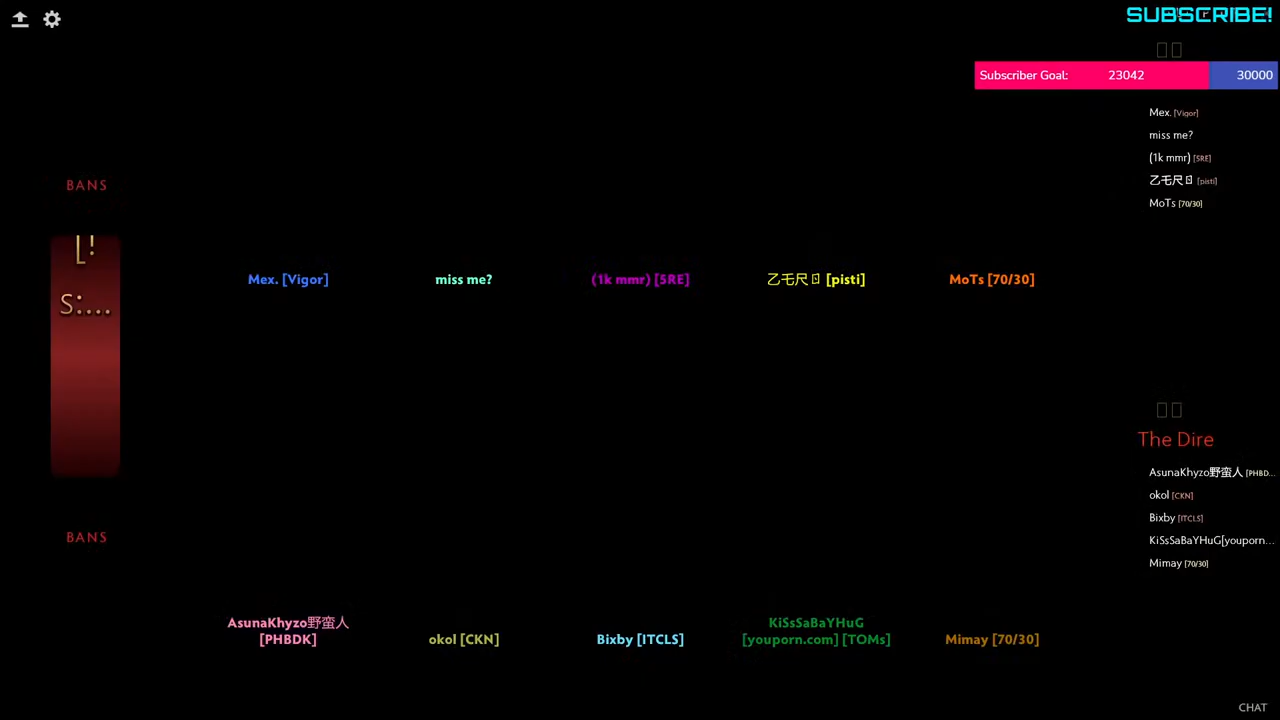 SUBSCRIBE!
Subscriber Goal: 23042 30000
Mex. [Vigor]
miss me?
(1k mmr) [5RE]
乙乇尺 [pisti]
MoTs [70/30]
BANS
[!
S:...
Mex. [Vigor]
miss me?
(1k mmr) [5RE]
乙乇尺 [pisti]
MoTs [70/30]
The Dire
AsunaKhyzo野蛮人 [PHBD...
okol [CKN]
Bixby [ITCLS]
KiSsSaBaYHuG[youporn...
Mimay [70/30]
BANS
AsunaKhyzo野蛮人
[PHBDK]
okol [CKN]
Bixby [ITCLS]
KiSsSaBaYHuG
[youporn.com] [TOMs]
Mimay [70/30]
CHAT